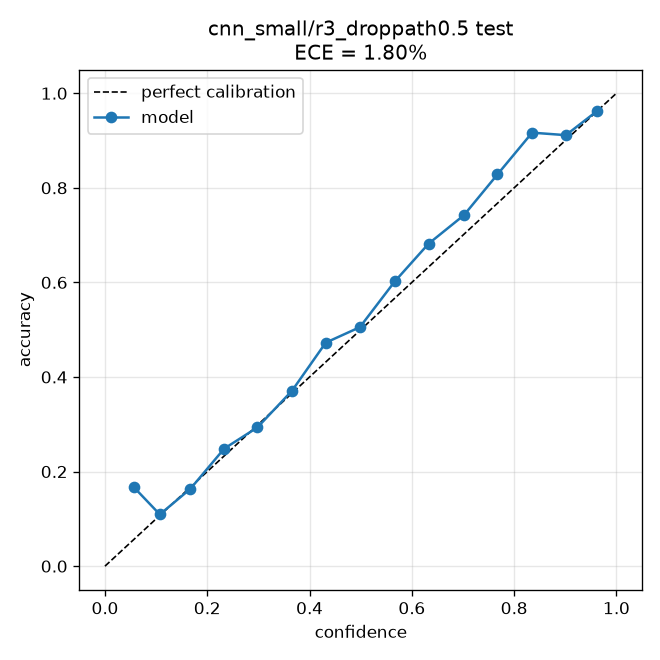 cnn_small/r3_droppath0.5 test
ECE = 1.80%
perfect calibration
model
1.0
0.8
0.6
0.4
0.2
0.0
accuracy
0.0 0.2 0.4 0.6 0.8 1.0
confidence